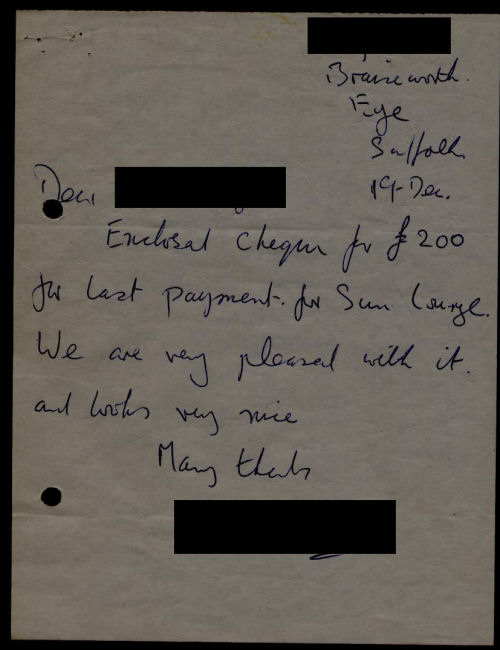 Braiseworth.
Eye
Suffolk.
19-Dec.
Dear
Enclosed Cheque for £200
for last payment. for Sun Lounge.
We are very pleased with it.
and looks very nice
Many thanks